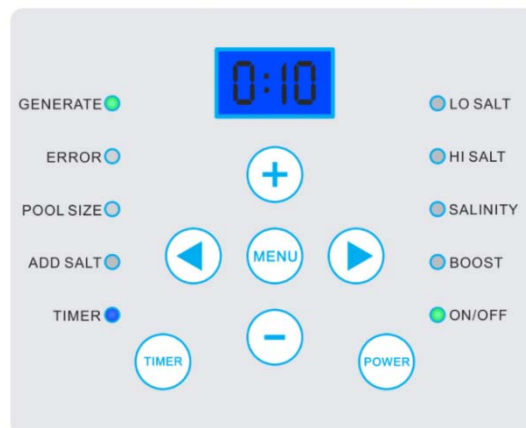 0:10
GENERATE
LO SALT
ERROR
+
HI SALT
POOL SIZE
SALINITY
ADD SALT
MENU
BOOST
TIMER
-
ON/OFF
TIMER
POWER